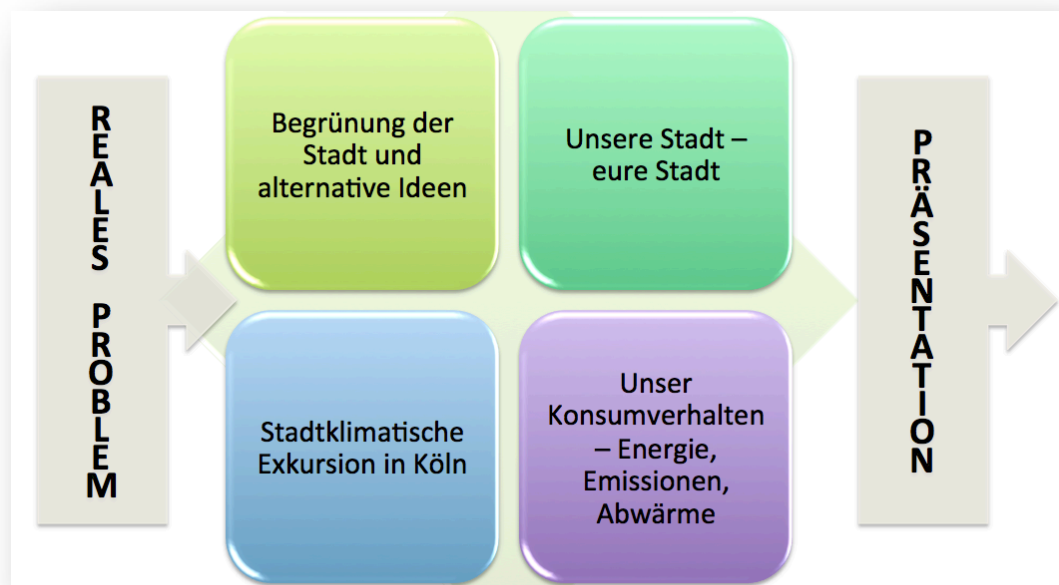 REALES PROBLEM
Begrünung der
Stadt und
alternative Ideen
Unsere Stadt –
eure Stadt
Stadtklimatische
Exkursion in Köln
Unser
Konsumverhalten
– Energie,
Emissionen,
Abwärme
PRÄSENTATION